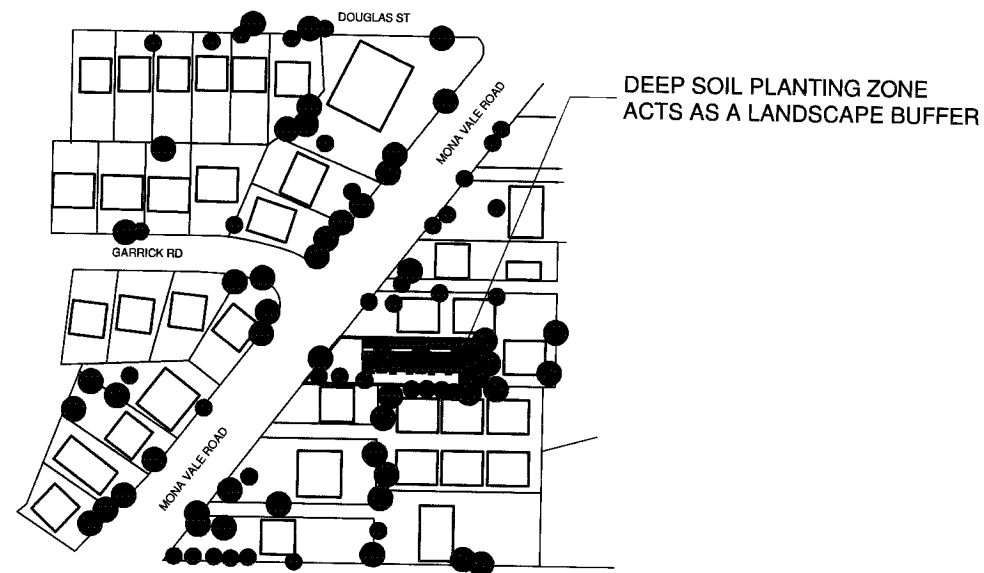 DOUGLAS ST
DEEP SOIL PLANTING ZONE
ACTS AS A LANDSCAPE BUFFER
MONA VALE ROAD
GARRICK RD
MONA VALE ROAD